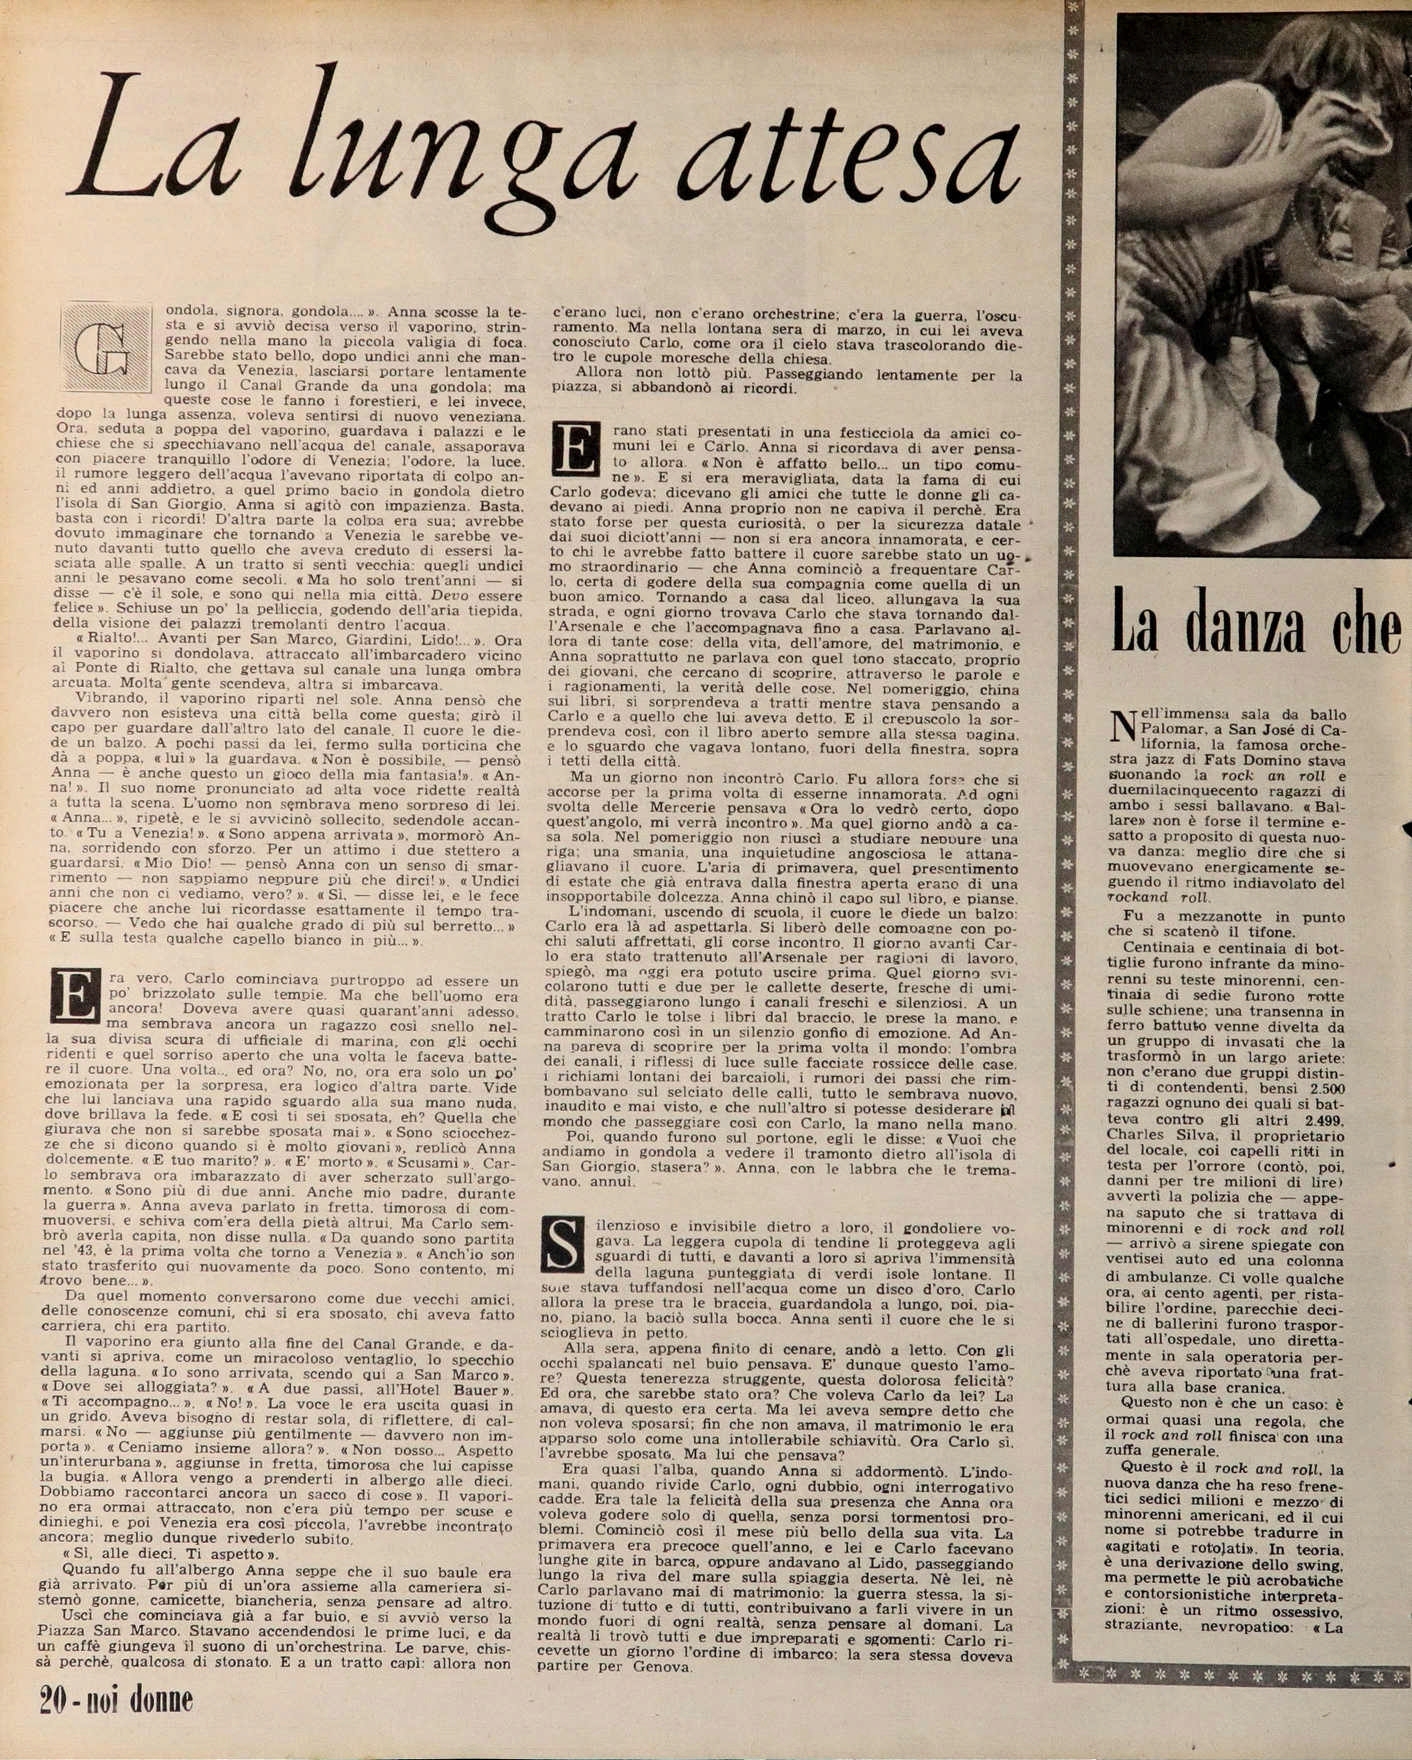 La lunga attesa
Gondola, signora, gondola.... ». Anna scosse la te-
sta e si avviò decisa verso il vaporino, strin-
gendo nella mano la piccola valigia di foca.
Sarebbe stato bello, dopo undici anni che man-
cava da Venezia, lasciarsi portare lentamente
lungo il Canal Grande da una gondola; ma
queste cose le fanno i forestieri, e lei invece,
dopo la lunga assenza, voleva sentirsi di nuovo veneziana.
Ora, seduta a poppa del vaporino, guardava i palazzi e le
chiese che si specchiavano nell'acqua del canale, assaporava
con piacere tranquillo l'odore di Venezia; l'odore, la luce,
il rumore leggero dell'acqua l'avevano riportata di colpo an-
ni ed anni addietro, a quel primo bacio in gondola dietro
l'isola di San Giorgio. Anna si agitò con impazienza. Basta,
basta con i ricordi! D'altra parte la colpa era sua; avrebbe
dovuto immaginare che tornando a Venezia le sarebbe ve-
nuto davanti tutto quello che aveva creduto di essersi la-
sciata alle spalle. A un tratto si sentì vecchia: quegli undici
anni le pesavano come secoli. « Ma ho solo trent'anni — si
disse — c'è il sole, e sono qui nella mia città. Devo essere
felice ». Schiuse un po' la pelliccia, godendo dell'aria tiepida,
della visione dei palazzi tremolanti dentro l'acqua.
« Rialto!... Avanti per San Marco, Giardini, Lido!... ». Ora
il vaporino si dondolava, attraccato all'imbarcadero vicino
al Ponte di Rialto, che gettava sul canale una lunga ombra
arcuata. Molta gente scendeva, altra si imbarcava.
Vibrando, il vaporino ripartì nel sole. Anna pensò che
davvero non esisteva una città bella come questa; girò il
capo per guardare dall'altro lato del canale. Il cuore le die-
de un balzo. A pochi passi da lei, fermo sulla porticina che
dà a poppa, « lui » la guardava. « Non è possibile, — pensò
Anna — è anche questo un gioco della mia fantasia!». « An-
na! ». Il suo nome pronunciato ad alta voce ridette realtà
a tutta la scena. L'uomo non sembrava meno sorpreso di lei.
« Anna... », ripetè, e le si avvicinò sollecito, sedendole accan-
to. « Tu a Venezia! ». « Sono appena arrivata », mormorò An-
na, sorridendo con sforzo. Per un attimo i due stettero a
guardarsi. « Mio Dio! — pensò Anna con un senso di smar-
rimento — non sappiamo neppure più che dirci! ». « Undici
anni che non ci vediamo, vero? ». « Sì, — disse lei, e le fece
piacere che anche lui ricordasse esattamente il tempo tra-
scorso. — Vedo che hai qualche grado di più sul berretto... »
« E sulla testa qualche capello bianco in più... ».
Era vero. Carlo cominciava purtroppo ad essere un
po' brizzolato sulle tempie. Ma che bell'uomo era
ancora! Doveva avere quasi quarant'anni adesso,
ma sembrava ancora un ragazzo così snello nel-
la sua divisa scura di ufficiale di marina, con gli occhi
ridenti e quel sorriso aperto che una volta le faceva batte-
re il cuore. Una volta... ed ora? No, no, ora era solo un po'
emozionata per la sorpresa, era logico d'altra parte. Vide
che lui lanciava una rapido sguardo alla sua mano nuda,
dove brillava la fede. « E così ti sei sposata, eh? Quella che
giurava che non si sarebbe sposata mai ». « Sono sciocchez-
ze che si dicono quando si è molto giovani », replicò Anna
dolcemente. « E tuo marito? ». « E' morto ». « Scusami ». Car-
lo sembrava ora imbarazzato di aver scherzato sull'argo-
mento. « Sono più di due anni. Anche mio padre, durante
la guerra ». Anna aveva parlato in fretta, timorosa di com-
muoversi, e schiva com'era della pietà altrui. Ma Carlo sem-
brò averla capita, non disse nulla. « Da quando sono partita
nel '43, è la prima volta che torno a Venezia ». « Anch'io son
stato trasferito qui nuovamente da poco. Sono contento, mi
trovo bene... ».
Da quel momento conversarono come due vecchi amici,
delle conoscenze comuni, chi si era sposato, chi aveva fatto
carriera, chi era partito.
Il vaporino era giunto alla fine del Canal Grande, e da-
vanti si apriva, come un miracoloso ventaglio, lo specchio
della laguna. « Io sono arrivata, scendo qui a San Marco ».
« Dove sei alloggiata? ». « A due passi, all'Hotel Bauer ».
« Ti accompagno... ». « No! ». La voce le era uscita quasi in
un grido. Aveva bisogno di restar sola, di riflettere, di cal-
marsi. « No — aggiunse più gentilmente — davvero non im-
porta ». « Ceniamo insieme allora? ». « Non posso... Aspetto
un'interurbana », aggiunse in fretta, timorosa che lui capisse
la bugia. « Allora vengo a prenderti in albergo alle dieci.
Dobbiamo raccontarci ancora un sacco di cose ». Il vapori-
no era ormai attraccato, non c'era più tempo per scuse e
dinieghi, e poi Venezia era così piccola, l'avrebbe incontrato
ancora; meglio dunque rivederlo subito.
« Sì, alle dieci. Ti aspetto ».
Quando fu all'albergo Anna seppe che il suo baule era
già arrivato. Per più di un'ora assieme alla cameriera si-
stemò gonne, camicette, biancheria, senza pensare ad altro.
Uscì che cominciava già a far buio, e si avviò verso la
Piazza San Marco. Stavano accendendosi le prime luci, e da
un caffè giungeva il suono di un'orchestrina. Le parve, chis-
sà perchè, qualcosa di stonato. E a un tratto capì: allora non
c'erano luci, non c'erano orchestrine; c'era la guerra, l'oscu-
ramento. Ma nella lontana sera di marzo, in cui lei aveva
conosciuto Carlo, come ora il cielo stava trascolorando die-
tro le cupole moresche della chiesa.
Allora non lottò più. Passeggiando lentamente per la
piazza, si abbandonò ai ricordi.
Erano stati presentati in una festicciola da amici co-
muni lei e Carlo. Anna si ricordava di aver pensa-
to allora. « Non è affatto bello... un tipo comu-
ne ». E si era meravigliata, data la fama di cui
Carlo godeva; dicevano gli amici che tutte le donne gli ca-
devano ai piedi. Anna proprio non ne capiva il perchè. Era
stato forse per questa curiosità, o per la sicurezza datale
dai suoi diciott'anni — non si era ancora innamorata, e cer-
to chi le avrebbe fatto battere il cuore sarebbe stato un uo-
mo straordinario — che Anna cominciò a frequentare Car-
lo, certa di godere della sua compagnia come quella di un
buon amico. Tornando a casa dal liceo, allungava la sua
strada, e ogni giorno trovava Carlo che stava tornando dal-
l'Arsenale e che l'accompagnava fino a casa. Parlavano al-
lora di tante cose: della vita, dell'amore, del matrimonio, e
Anna soprattutto ne parlava con quel tono staccato, proprio
dei giovani, che cercano di scoprire, attraverso le parole e
i ragionamenti, la verità delle cose. Nel pomeriggio, china
sui libri, si sorprendeva a tratti mentre stava pensando a
Carlo e a quello che lui aveva detto. E il crepuscolo la sor-
prendeva così, con il libro aperto sempre alla stessa pagina,
e lo sguardo che vagava lontano, fuori della finestra, sopra
i tetti della città.
Ma un giorno non incontrò Carlo. Fu allora forse che si
accorse per la prima volta di esserne innamorata. Ad ogni
svolta delle Mercerie pensava « Ora lo vedrò certo, dopo
quest'angolo, mi verrà incontro ». Ma quel giorno andò a ca-
sa sola. Nel pomeriggio non riuscì a studiare neppure una
riga; una smania, una inquietudine angosciosa le attana-
gliavano il cuore. L'aria di primavera, quel presentimento
di estate che già entrava dalla finestra aperta erano di una
insopportabile dolcezza. Anna chinò il capo sul libro, e pianse.
L'indomani, uscendo di scuola, il cuore le diede un balzo:
Carlo era là ad aspettarla. Si liberò delle compagne con po-
chi saluti affrettati, gli corse incontro. Il giorno avanti Car-
lo era stato trattenuto all'Arsenale per ragioni di lavoro,
spiegò, ma oggi era potuto uscire prima. Quel giorno svi-
colarono tutti e due per le callette deserte, fresche di umi-
dità, passeggiarono lungo i canali freschi e silenziosi. A un
tratto Carlo le tolse i libri dal braccio, le prese la mano, e
camminarono così in un silenzio gonfio di emozione. Ad An-
na pareva di scoprire per la prima volta il mondo: l'ombra
dei canali, i riflessi di luce sulle facciate rossicce delle case,
i richiami lontani dei barcaioli, i rumori dei passi che rim-
bombavano sul selciato delle calli, tutto le sembrava nuovo,
inaudito e mai visto, e che null'altro si potesse desiderare al
mondo che passeggiare così con Carlo, la mano nella mano.
Poi, quando furono sul portone, egli le disse: « Vuoi che
andiamo in gondola a vedere il tramonto dietro all'isola di
San Giorgio, stasera? ». Anna, con le labbra che le trema-
vano, annuì.
Silenzioso e invisibile dietro a loro, il gondoliere vo-
gava. La leggera cupola di tendine li proteggeva agli
sguardi di tutti, e davanti a loro si apriva l'immensità
della laguna punteggiata di verdi isole lontane. Il
sole stava tuffandosi nell'acqua come un disco d'oro. Carlo
allora la prese tra le braccia, guardandola a lungo, poi, pia-
no, piano, la baciò sulla bocca. Anna sentì il cuore che le si
scioglieva in petto.
Alla sera, appena finito di cenare, andò a letto. Con gli
occhi spalancati nel buio pensava. E' dunque questo l'amo-
re? Questa tenerezza struggente, questa dolorosa felicità?
Ed ora, che sarebbe stato ora? Che voleva Carlo da lei? La
amava, di questo era certa. Ma lei aveva sempre detto che
non voleva sposarsi; fin che non amava, il matrimonio le era
apparso solo come una intollerabile schiavitù. Ora Carlo sì,
l'avrebbe sposato. Ma lui che pensava?
Era quasi l'alba, quando Anna si addormentò. L'indo-
mani, quando rivide Carlo, ogni dubbio, ogni interrogativo
cadde. Era tale la felicità della sua presenza che Anna ora
voleva godere solo di quella, senza porsi tormentosi pro-
blemi. Cominciò così il mese più bello della sua vita. La
primavera era precoce quell'anno, e lei e Carlo facevano
lunghe gite in barca, oppure andavano al Lido, passeggiando
lungo la riva del mare sulla spiaggia deserta. Nè lei, nè
Carlo parlavano mai di matrimonio: la guerra stessa, la si-
tuzione di tutto e di tutti, contribuivano a farli vivere in un
mondo fuori di ogni realtà, senza pensare al domani. La
realtà li trovò tutti e due impreparati e sgomenti: Carlo ri-
cevette un giorno l'ordine di imbarco; la sera stessa doveva
partire per Genova.
20 - noi donne
La danza che
Nell'immensa sala da ballo
Palomar, a San José di Ca-
lifornia, la famosa orche-
stra jazz di Fats Domino stava
suonando la rock an roll e
duemilacinquecento ragazzi di
ambo i sessi ballavano. « Bal-
lare» non è forse il termine e-
satto a proposito di questa nuo-
va danza: meglio dire che si
muovevano energicamente se-
guendo il ritmo indiavolato del
rockand roll.
Fu a mezzanotte in punto
che si scatenò il tifone.
Centinaia e centinaia di bot-
tiglie furono infrante da mino-
renni su teste minorenni, cen-
tinaia di sedie furono rotte
sulle schiene; una transenna in
ferro battuto venne divelta da
un gruppo di invasati che la
trasformò in un largo ariete:
non c'erano due gruppi distin-
ti di contendenti, bensì 2.500
ragazzi ognuno dei quali si bat-
teva contro gli altri 2.499.
Charles Silva, il proprietario
del locale, coi capelli ritti in
testa per l'orrore (contò, poi,
danni per tre milioni di lire)
avvertì la polizia che — appe-
na saputo che si trattava di
minorenni e di rock and roll
— arrivò a sirene spiegate con
ventisei auto ed una colonna
di ambulanze. Ci volle qualche
ora, ai cento agenti, per rista-
bilire l'ordine, parecchie deci-
ne di ballerini furono traspor-
tati all'ospedale, uno diretta-
mente in sala operatoria per-
chè aveva riportato una frat-
tura alla base cranica.
Questo non è che un caso: è
ormai quasi una regola, che
il rock and roll finisca con una
zuffa generale.
Questo è il rock and roll, la
nuova danza che ha reso frene-
tici sedici milioni e mezzo di
minorenni americani, ed il cui
nome si potrebbe tradurre in
«agitati e rotolati». In teoria,
è una derivazione dello swing,
ma permette le più acrobatiche
e contorsionistiche interpreta-
zioni: è un ritmo ossessivo,
straziante, nevropatico: « La